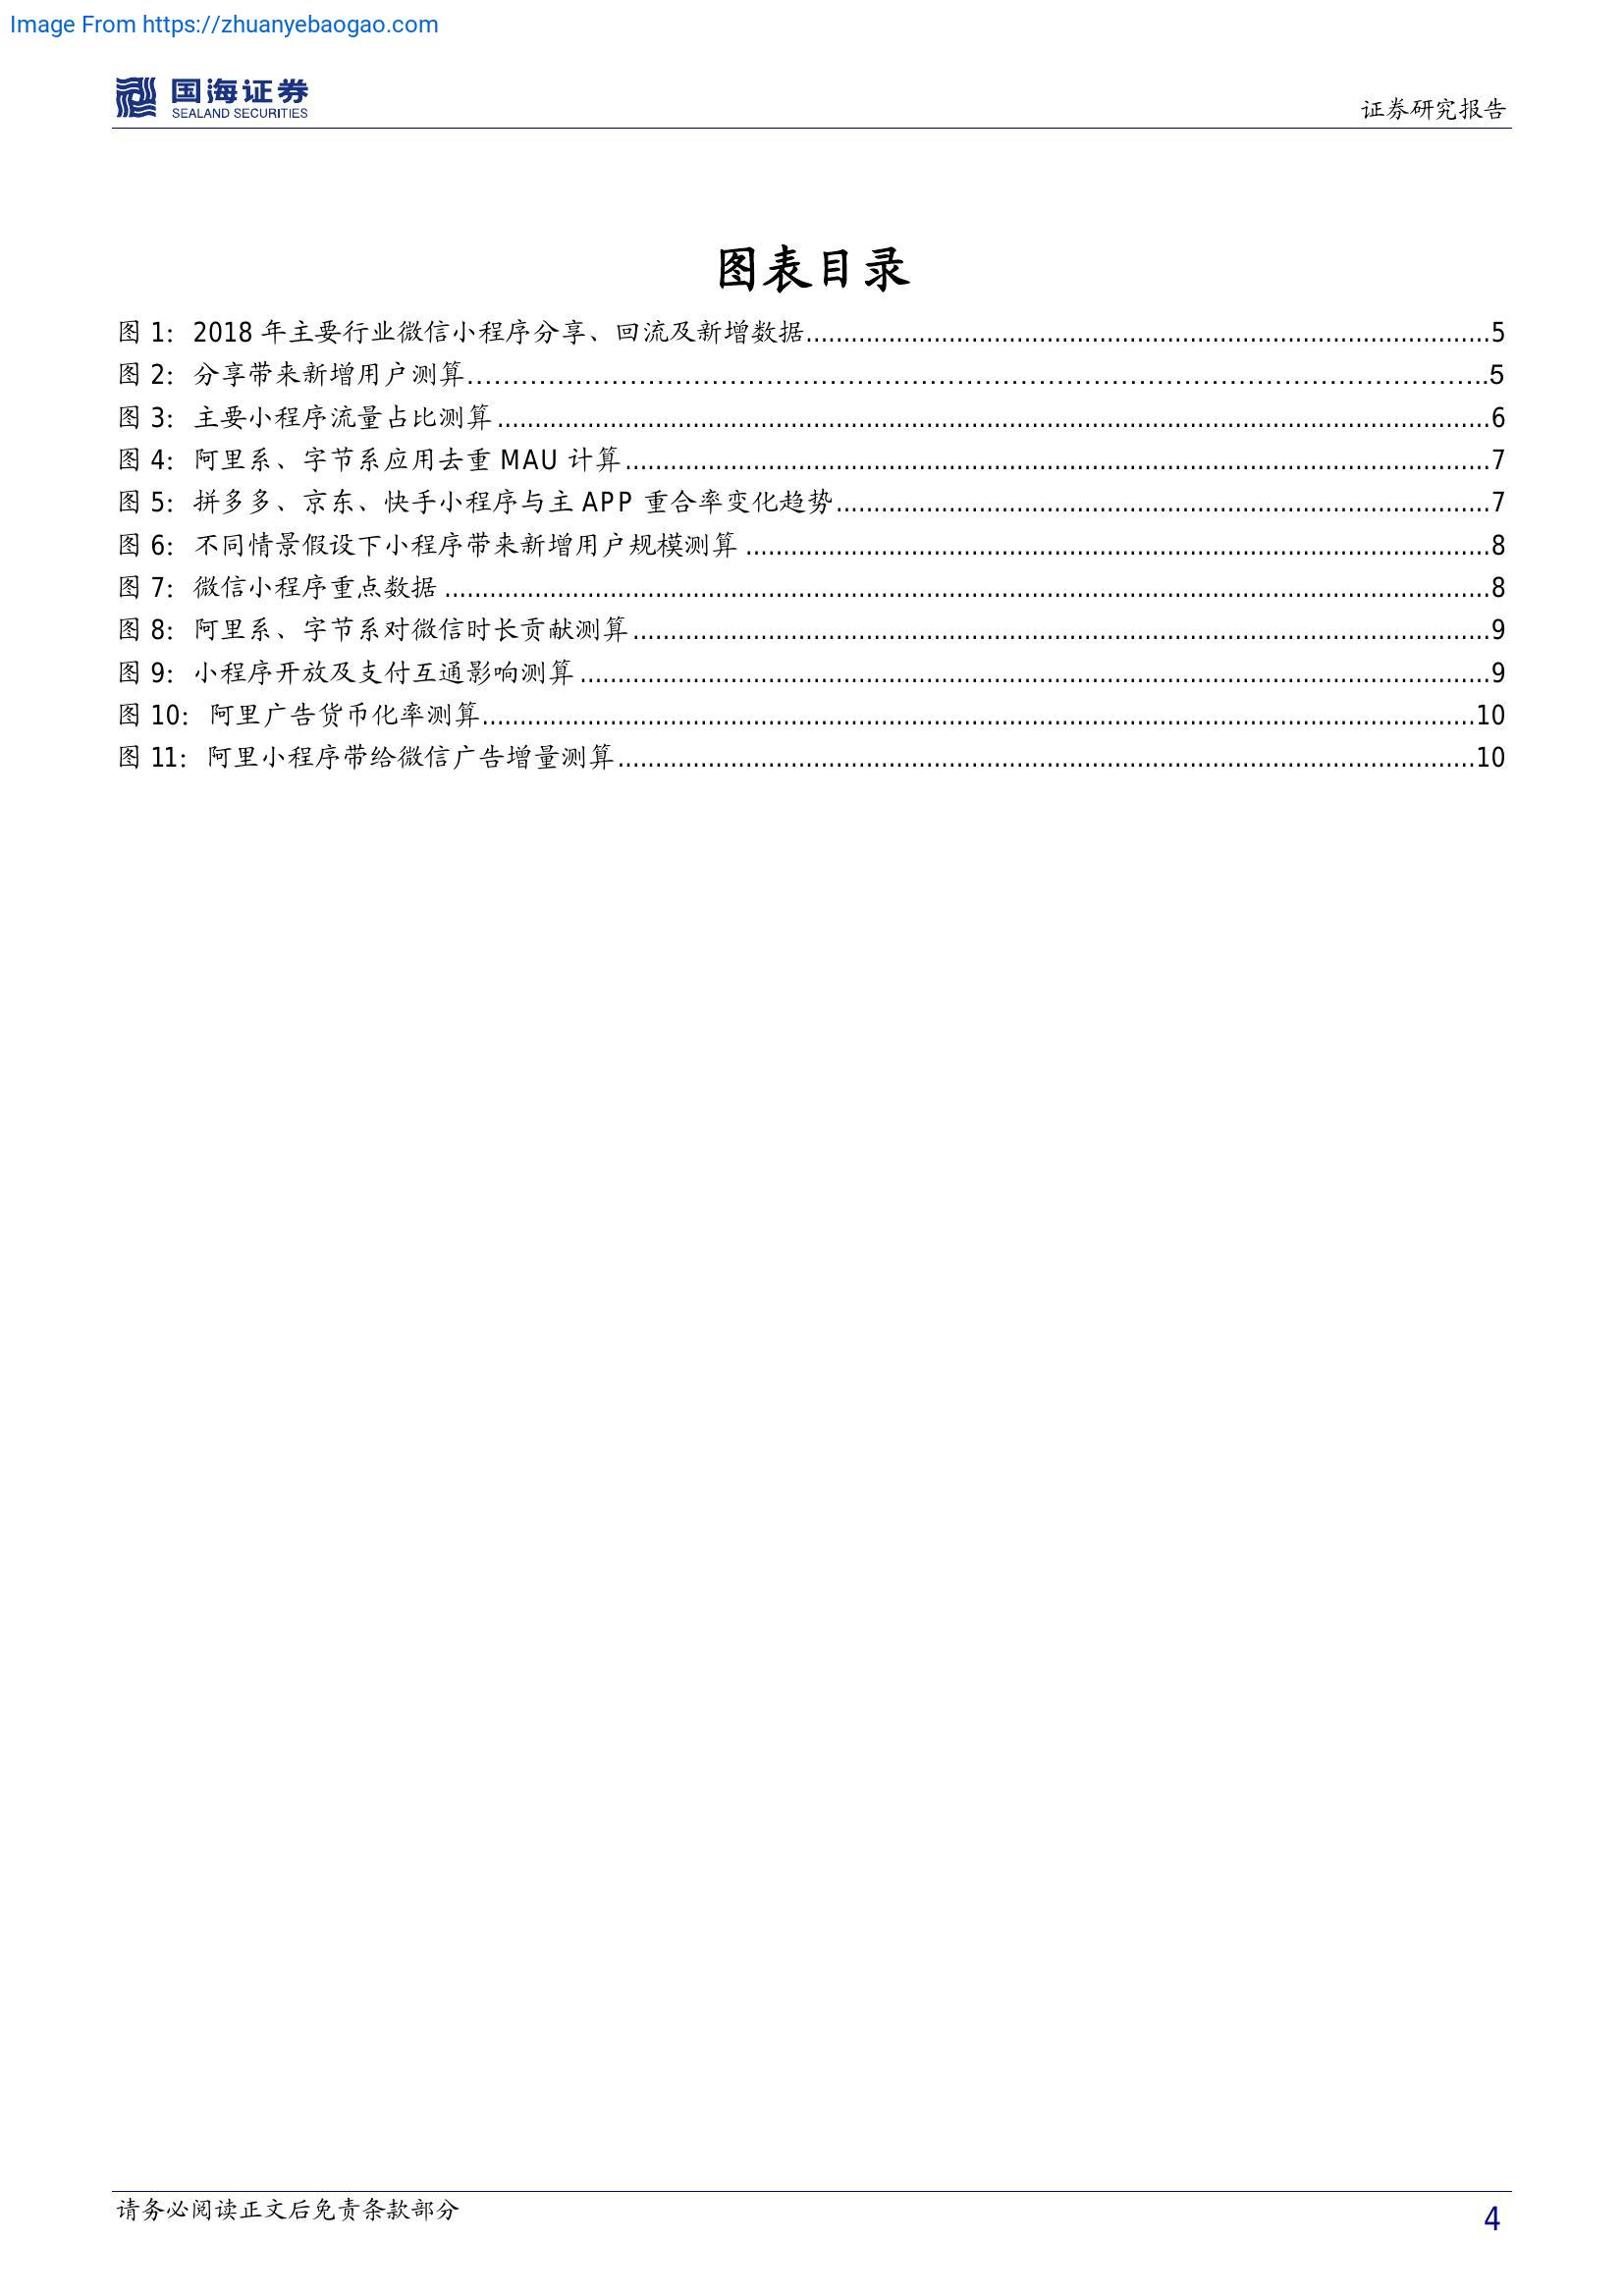 Image From https://zhuanyebaogao.com
国海证券
SEALAND SECURITIES
证券研究报告
图表目录
图 1: 2018 年主要行业微信小程序分享、回流及新增数据........................5
图 2: 分享带来新增用户测算........................5
图 3: 主要小程序流量占比测算........................6
图 4: 阿里系、字节系应用去重 MAU 计算........................7
图 5: 拼多多、京东、快手小程序与主 APP 重合率变化趋势........................7
图 6: 不同情景假设下小程序带来新增用户规模测算........................8
图 7: 微信小程序重点数据........................8
图 8: 阿里系、字节系对微信时长贡献测算........................9
图 9: 小程序开放及支付互通影响测算........................9
图 10: 阿里广告货币化率测算........................10
图 11: 阿里小程序带给微信广告增量测算........................10
请务必阅读正文后免责条款部分
4